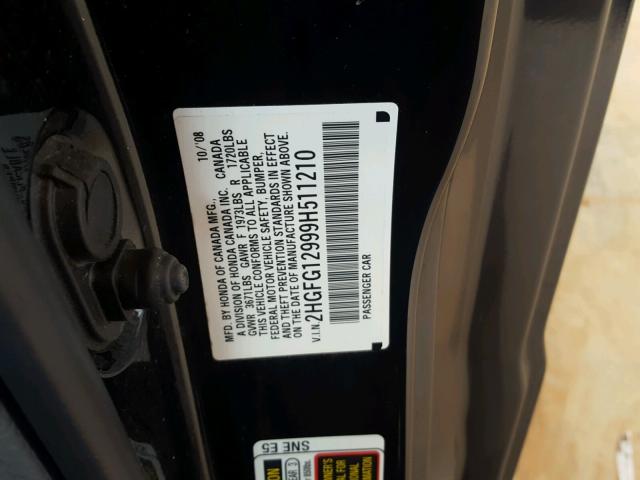 MFD. BY HONDA OF CANADA MFG., 10/'08
A DIVISION OF HONDA CANADA INC. CANADA
GVWR 3671LBS GAWR F 1973LBS R 1720LBS
THIS VEHICLE CONFORMS TO ALL APPLICABLE
FEDERAL MOTOR VEHICLE SAFETY, BUMPER,
AND THEFT PREVENTION STANDARDS IN EFFECT
ON THE DATE OF MANUFACTURE SHOWN ABOVE.
V.I.N. 2HGFG12999H511210
PASSENGER CAR
SNE E5